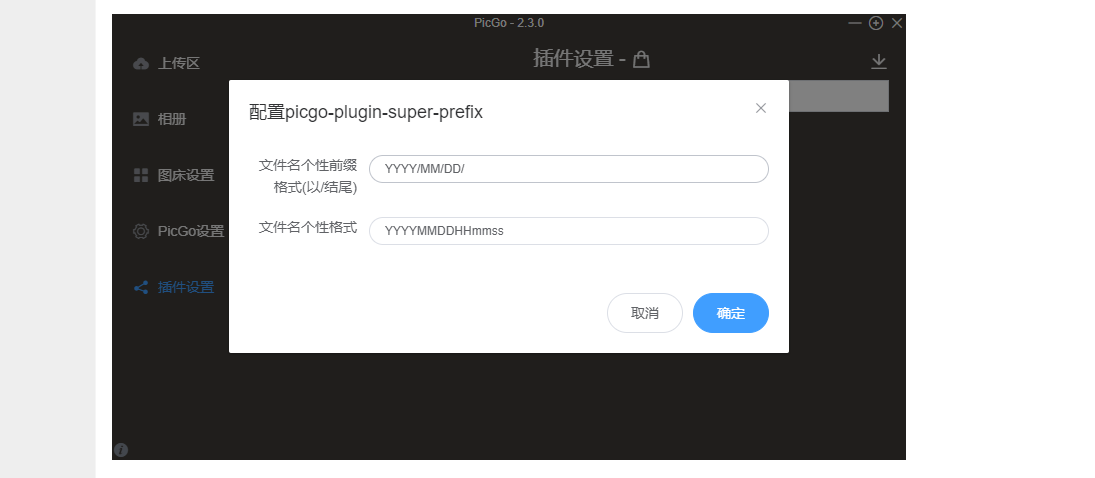 PicGo - 2.3.0
上传区
插件设置 -
相册
图床设置
PicGo设置
插件设置
配置picgo-plugin-super-prefix
文件名个性前缀
格式(以/结尾)
YYYY/MM/DD/
文件名个性格式
YYYYMMDDHHmmss
取消
确定